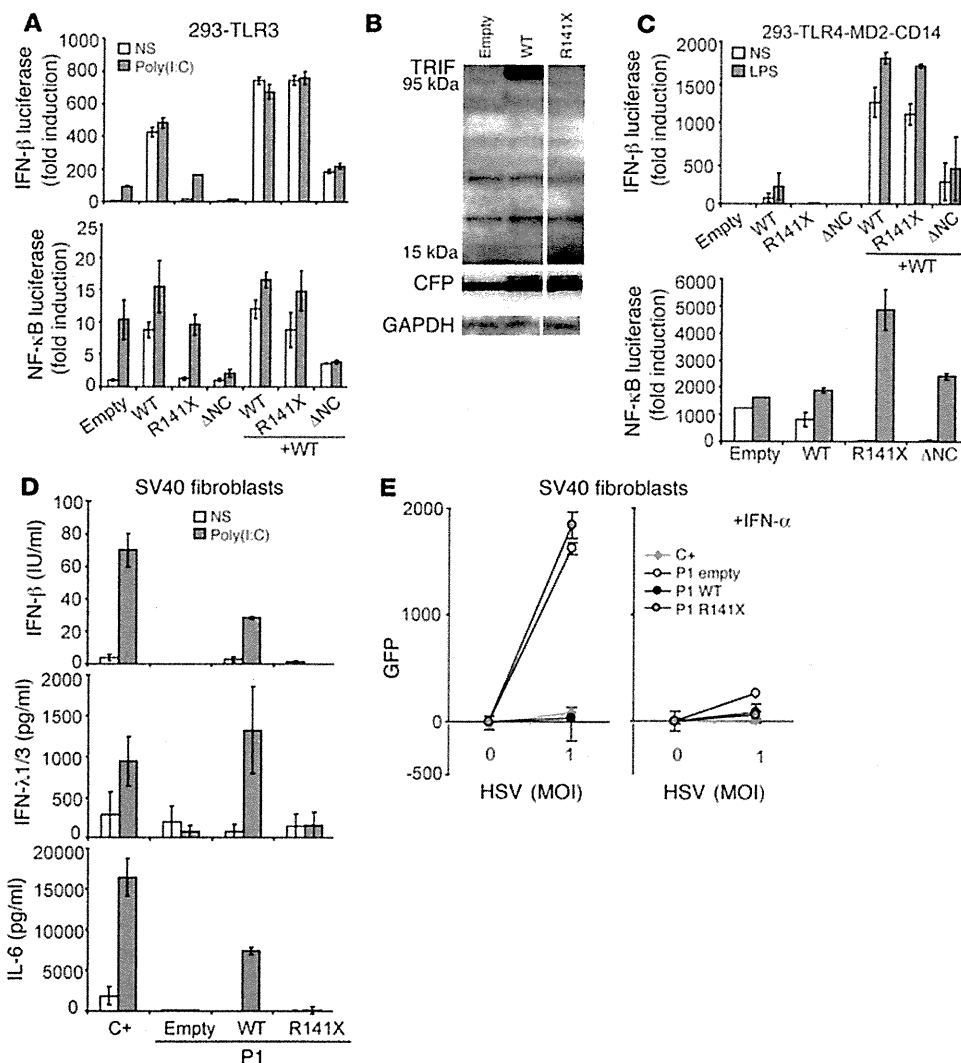 A
293-TLR3
NS
Poly(I:C)
IFN-β luciferase
(fold induction)
1000
800
600
400
200
0
NF-κB luciferase
(fold induction)
25
20
15
10
5
0
Empty
WT
R141X
ΔNC
WT
R141X
ΔNC
+WT
B
Empty
WT
R141X
TRIF
95 kDa
15 kDa
CFP
GAPDH
C
293-TLR4-MD2-CD14
NS
LPS
IFN-β luciferase
(fold induction)
2000
1500
1000
500
0
Empty
WT
R141X
ΔNC
WT
R141X
ΔNC
+WT
NF-κB luciferase
(fold induction)
6000
5000
4000
3000
2000
1000
0
Empty
WT
R141X
ΔNC
D
SV40 fibroblasts
NS
Poly(I:C)
IFN-β (IU/ml)
100
80
60
40
20
0
IFN-λ1/3 (pg/ml)
2000
1500
1000
500
0
IL-6 (pg/ml)
20000
15000
10000
5000
0
C+
Empty
WT
R141X
P1
E
SV40 fibroblasts
+IFN-α
C+
P1 empty
P1 WT
P1 R141X
GFP
2000
1000
0
-500
0
1
HSV (MOI)
0
1
HSV (MOI)